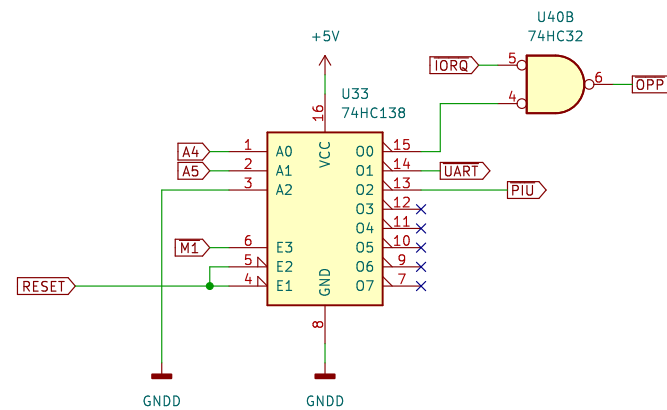 U40B
74HC32
+5V
IORQ
5
6
OPP
4
U33
74HC138
16
VCC
A4
1
A0
O0
15
A5
2
A1
O1
14
UART
3
A2
O2
13
PIU
O3
12
O4
11
M1
6
E3
O5
10
5
E2
O6
9
RESET
4
E1
O7
7
GND
8
GNDD
GNDD